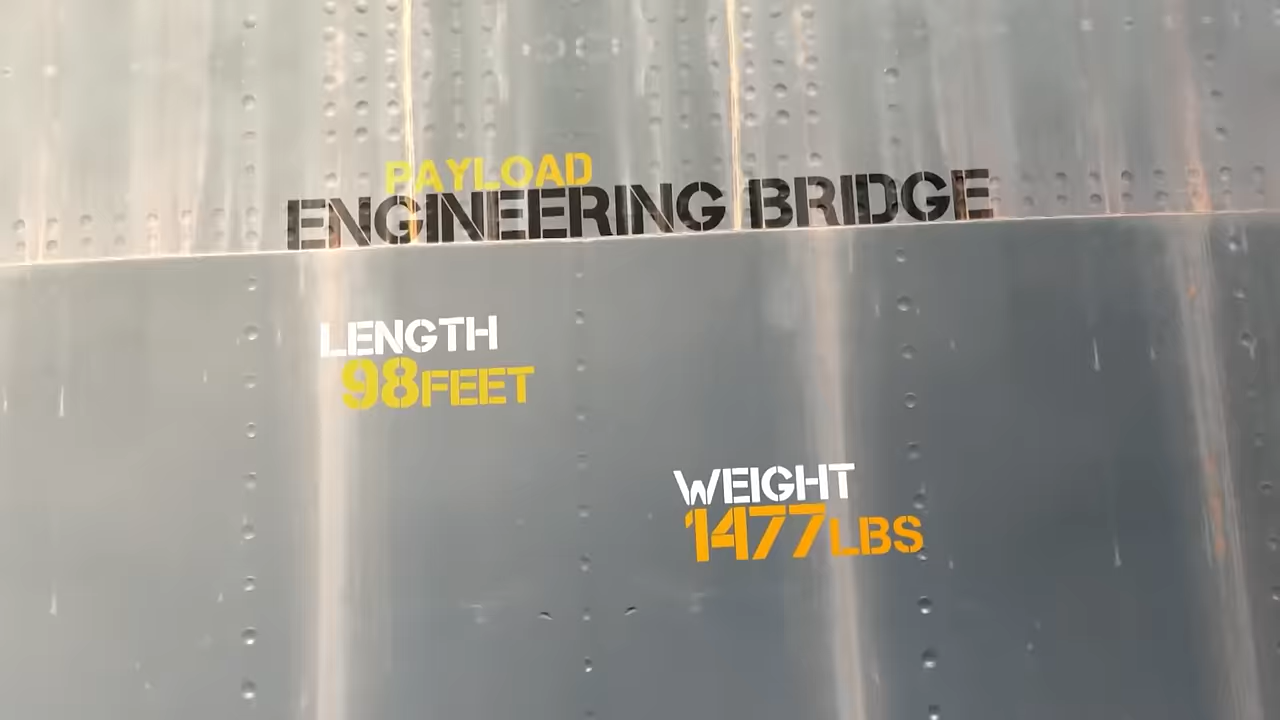 PAYLOAD
ENGINEERING BRIDGE
LENGTH
98FEET
WEIGHT
1477LBS